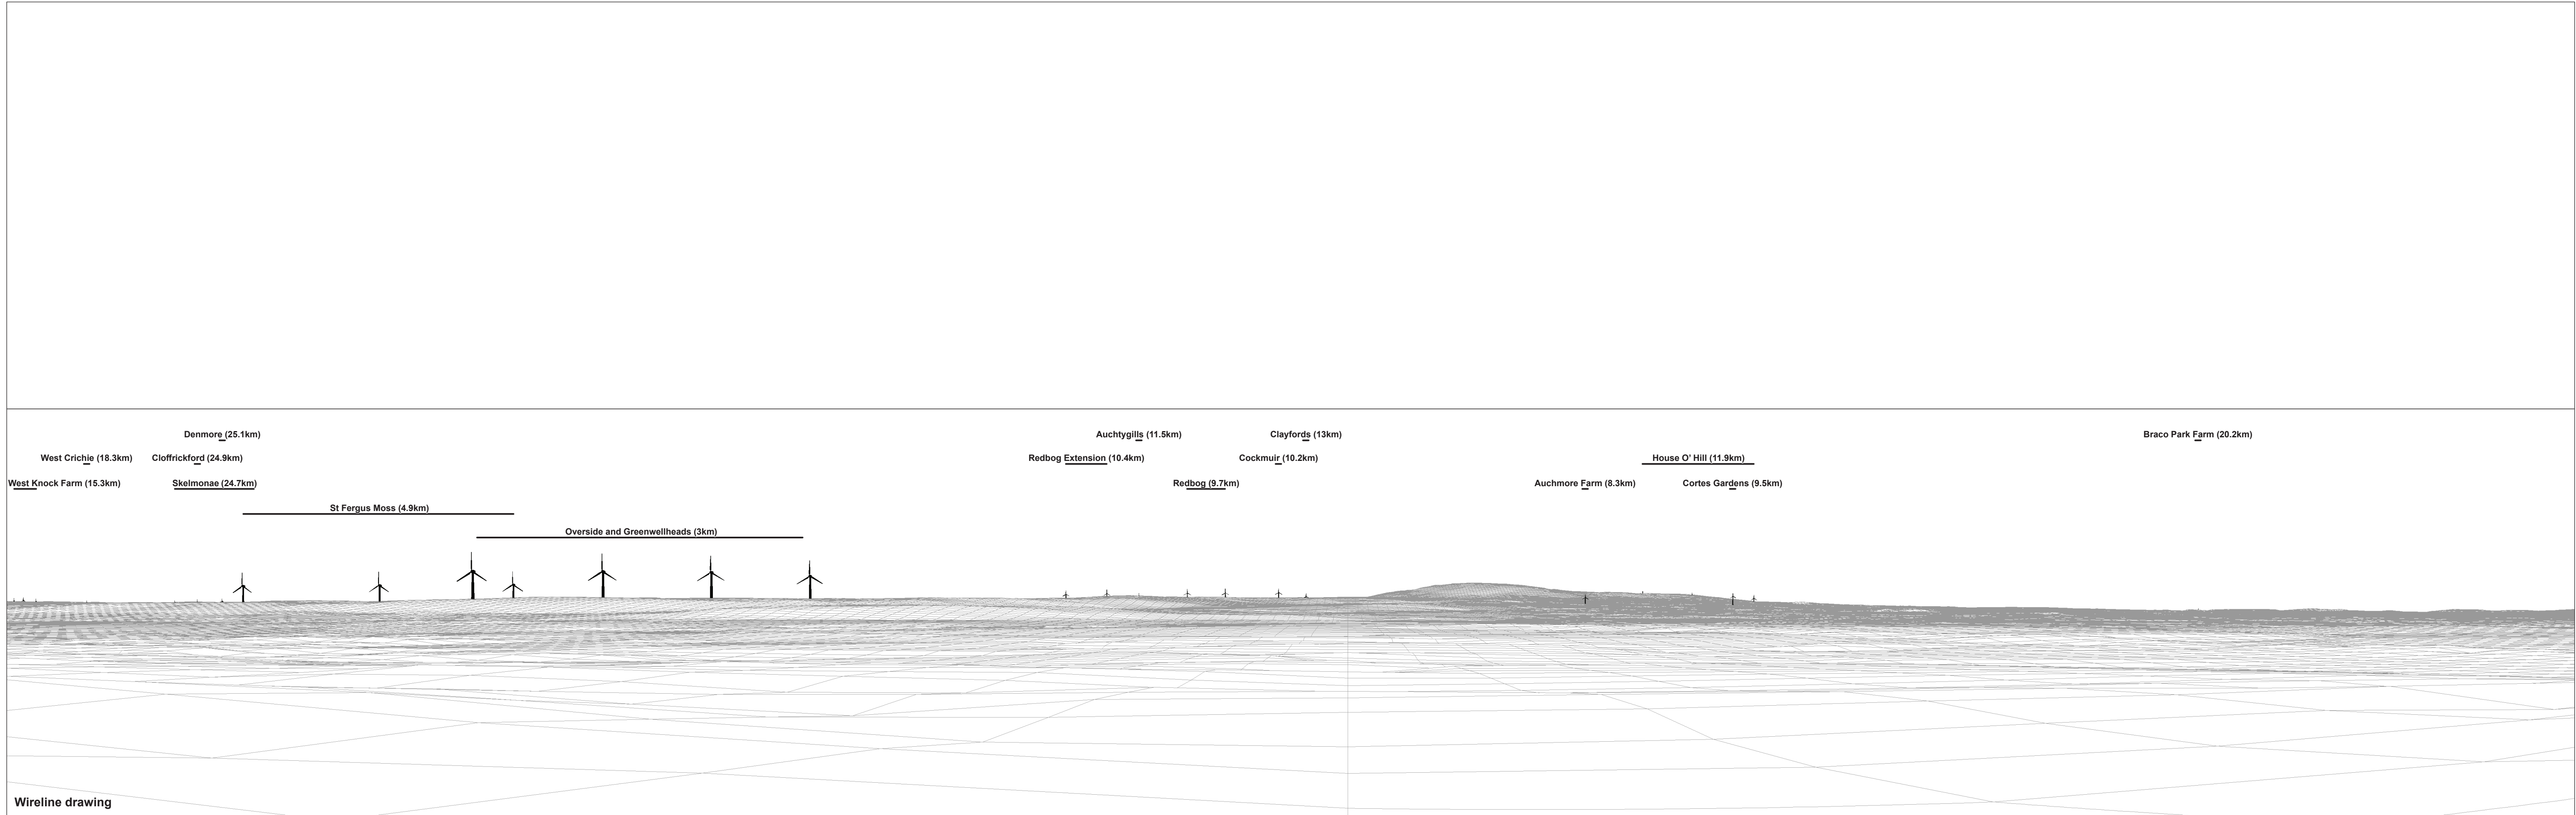 Denmore (25.1km)
Auchtygills (11.5km)
Clayfords (13km)
Braco Park Farm (20.2km)
West Crichie (18.3km)
Cloffrickford (24.9km)
Redbog Extension (10.4km)
Cockmuir (10.2km)
House O' Hill (11.9km)
West Knock Farm (15.3km)
Skelmonae (24.7km)
Redbog (9.7km)
Auchmore Farm (8.3km)
Cortes Gardens (9.5km)
St Fergus Moss (4.9km)
Overside and Greenwellheads (3km)
Wireline drawing